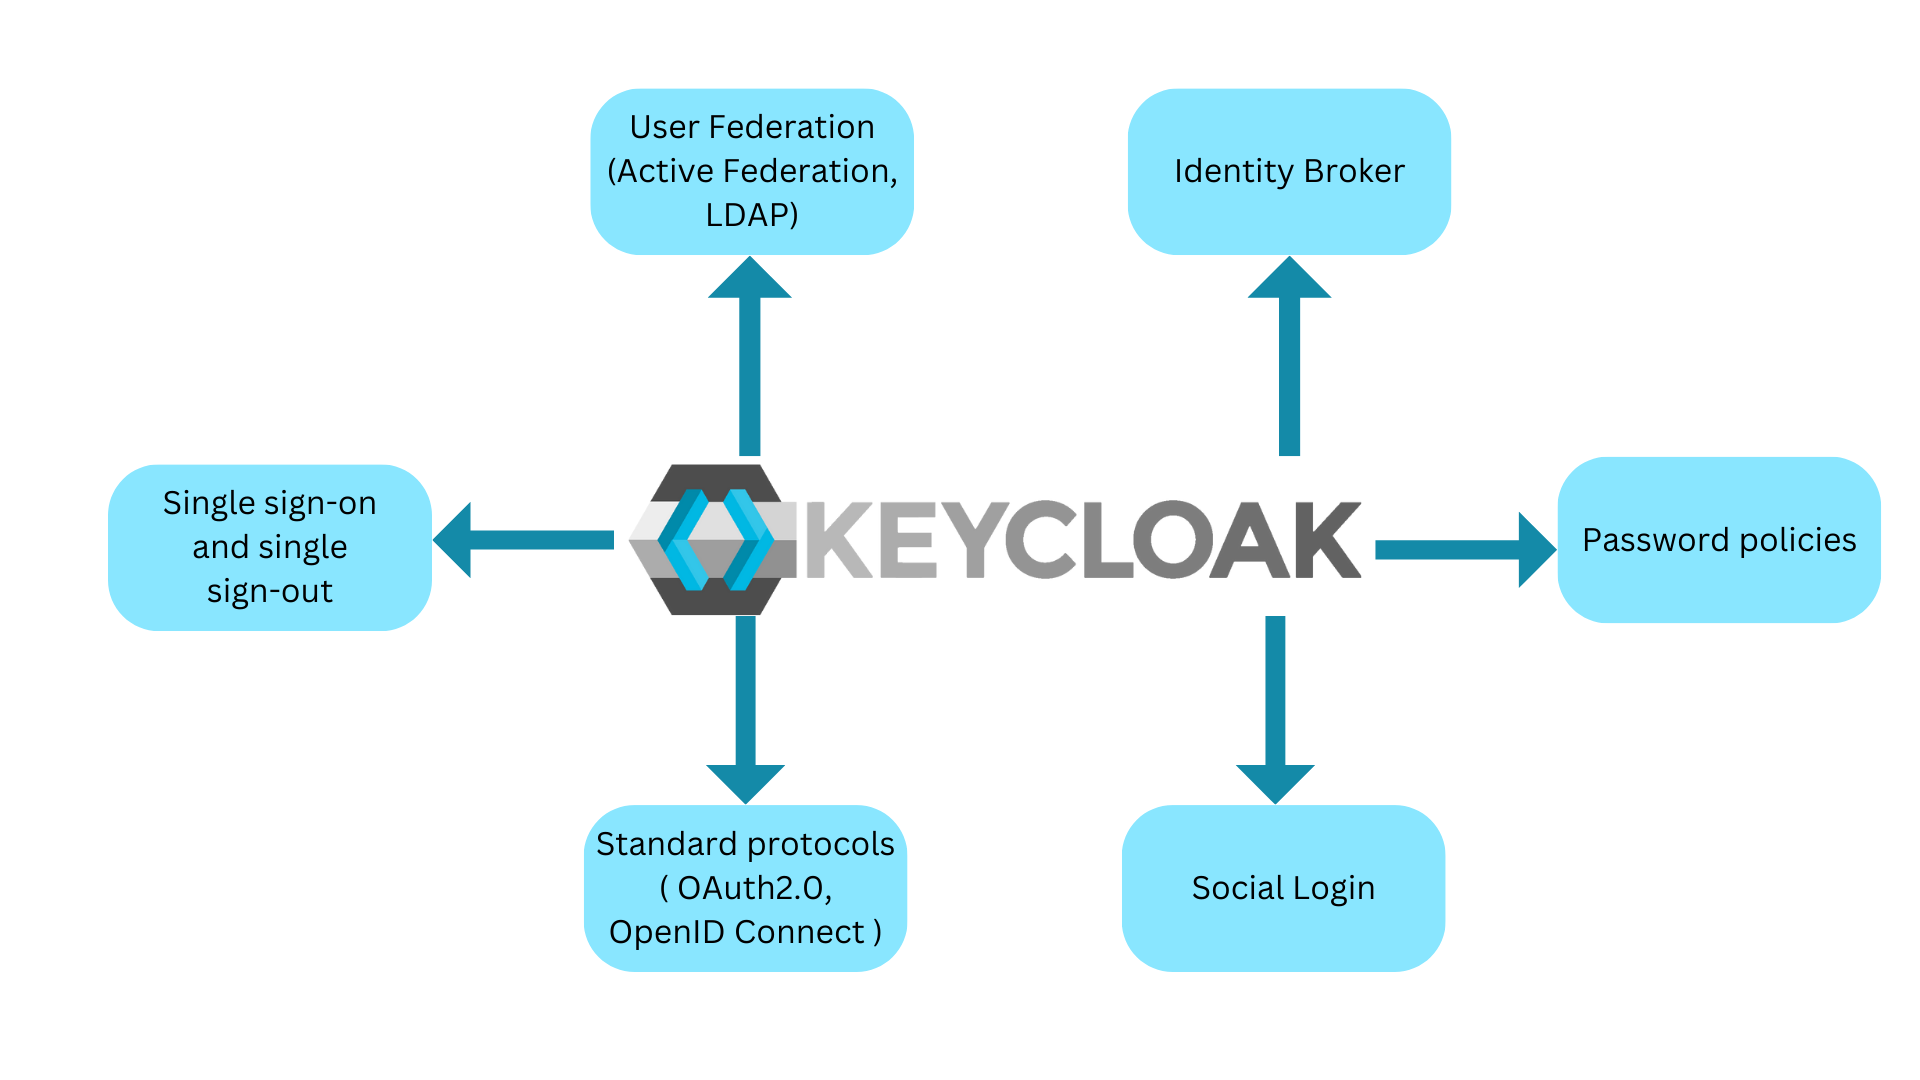 User Federation
(Active Federation,
LDAP)
Identity Broker
Single sign-on
and single
sign-out
KEYCLOAK
Password policies
Standard protocols
( OAuth2.0,
OpenID Connect )
Social Login